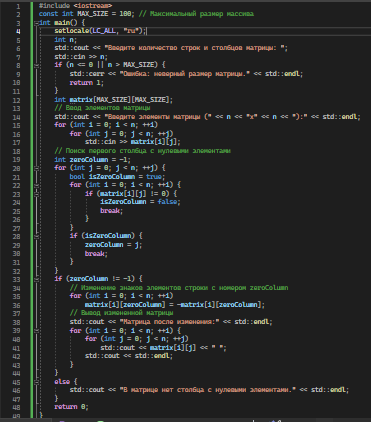 #include <iostream>
const int MAX_SIZE = 100; // Максимальный размер массива
int main() {
setlocale(LC_ALL, "ru");
int n;
std::cout << "Введите количество строк и столбцов матрицы: ";
std::cin >> n;
if (n <= 0 || n > MAX_SIZE) {
std::cerr << "Ошибка: неверный размер матрицы." << std::endl;
return 1;
}
int matrix[MAX_SIZE][MAX_SIZE];
// Ввод элементов матрицы
std::cout << "Введите элементы матрицы (" << n << "x" << n << "):" << std::endl;
for (int i = 0; i < n; ++i)
for (int j = 0; j < n; ++j)
std::cin >> matrix[i][j];
// Поиск первого столбца с нулевыми элементами
int zeroColumn = -1;
for (int j = 0; j < n; ++j) {
bool isZeroColumn = true;
for (int i = 0; i < n; ++i) {
if (matrix[i][j] != 0) {
isZeroColumn = false;
break;
}
}
if (isZeroColumn) {
zeroColumn = j;
break;
}
}
if (zeroColumn != -1) {
// Изменение знаков элементов строки с номером zeroColumn
for (int i = 0; i < n; ++i)
matrix[i][zeroColumn] = -matrix[i][zeroColumn];
// Вывод измененной матрицы
std::cout << "Матрица после изменения:" << std::endl;
for (int i = 0; i < n; ++i) {
for (int j = 0; j < n; ++j)
std::cout << matrix[i][j] << " ";
std::cout << std::endl;
}
}
else {
std::cout << "В матрице нет столбца с нулевыми элементами." << std::endl;
}
return 0;
}